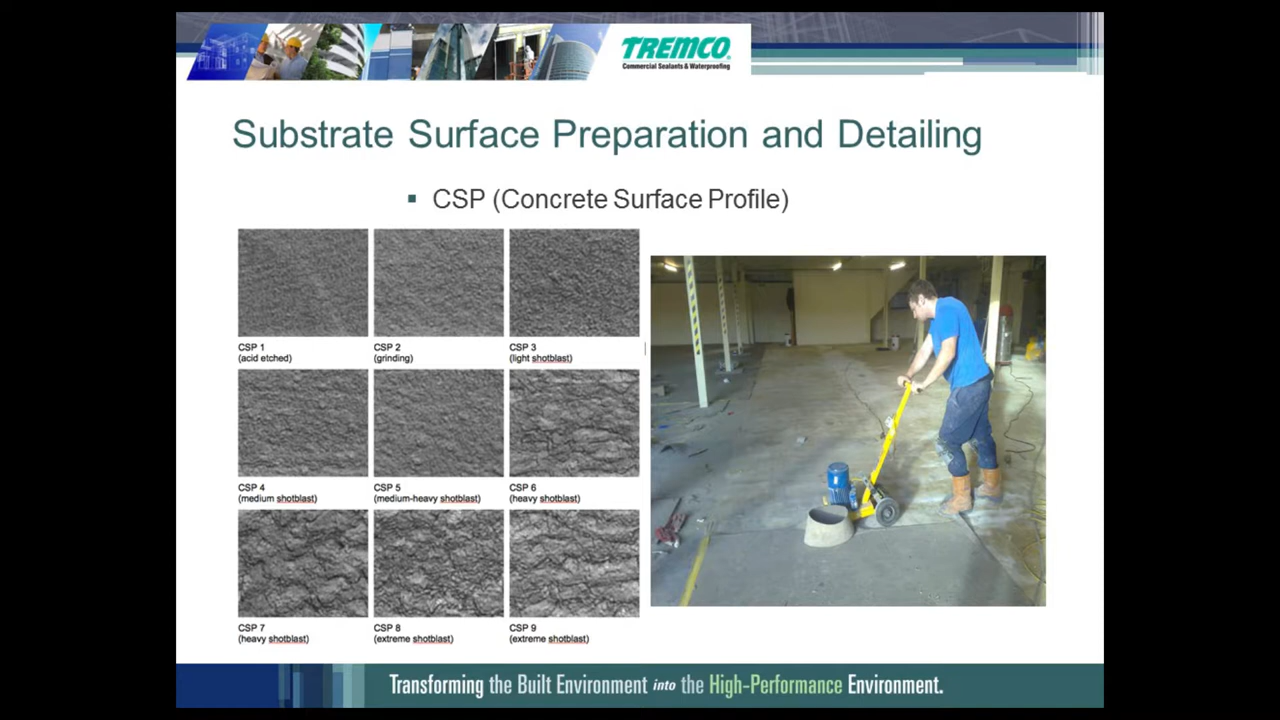 TREMCO
Commercial Sealants & Waterproofing
Substrate Surface Preparation and Detailing
▪ CSP (Concrete Surface Profile)
CSP 1
(acid etched)
CSP 2
(grinding)
CSP 3
(light shotblast)
CSP 4
(medium shotblast)
CSP 5
(medium-heavy shotblast)
CSP 6
(heavy shotblast)
CSP 7
(heavy shotblast)
CSP 8
(extreme shotblast)
CSP 9
(extreme shotblast)
Transforming the Built Environment into the High-Performance Environment.